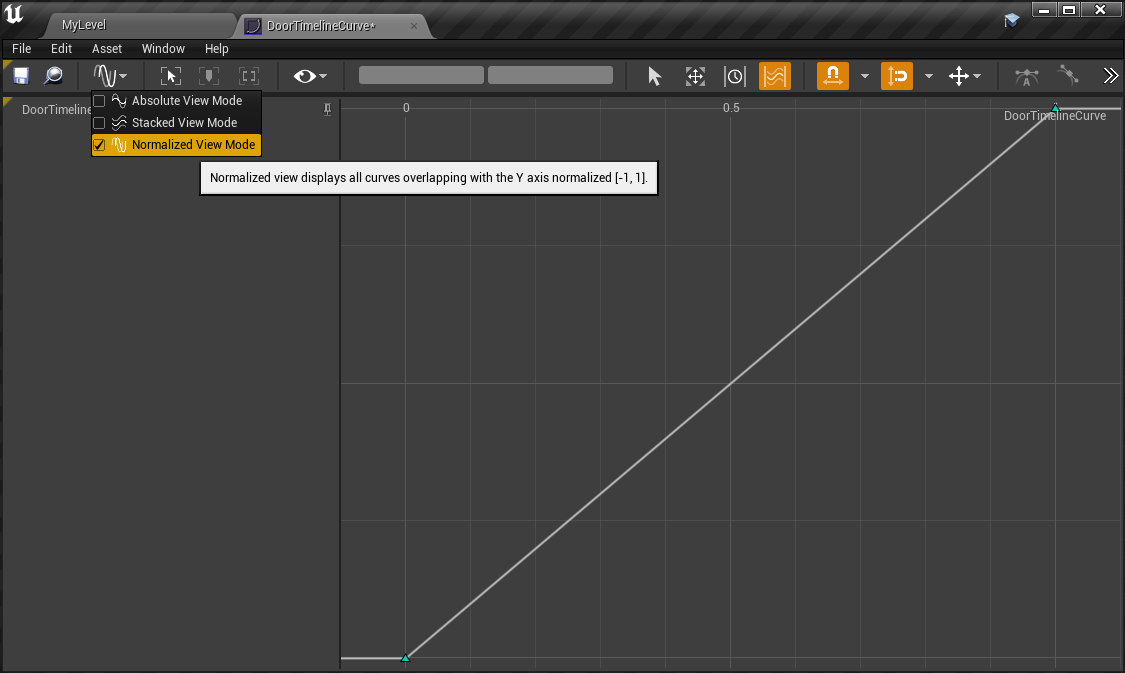 MyLevel
DoorTimelineCurve*
File Edit Asset Window Help
DoorTimeline
Absolute View Mode
Stacked View Mode
Normalized View Mode
Normalized view displays all curves overlapping with the Y axis normalized [-1, 1].
0 0.5
DoorTimelineCurve